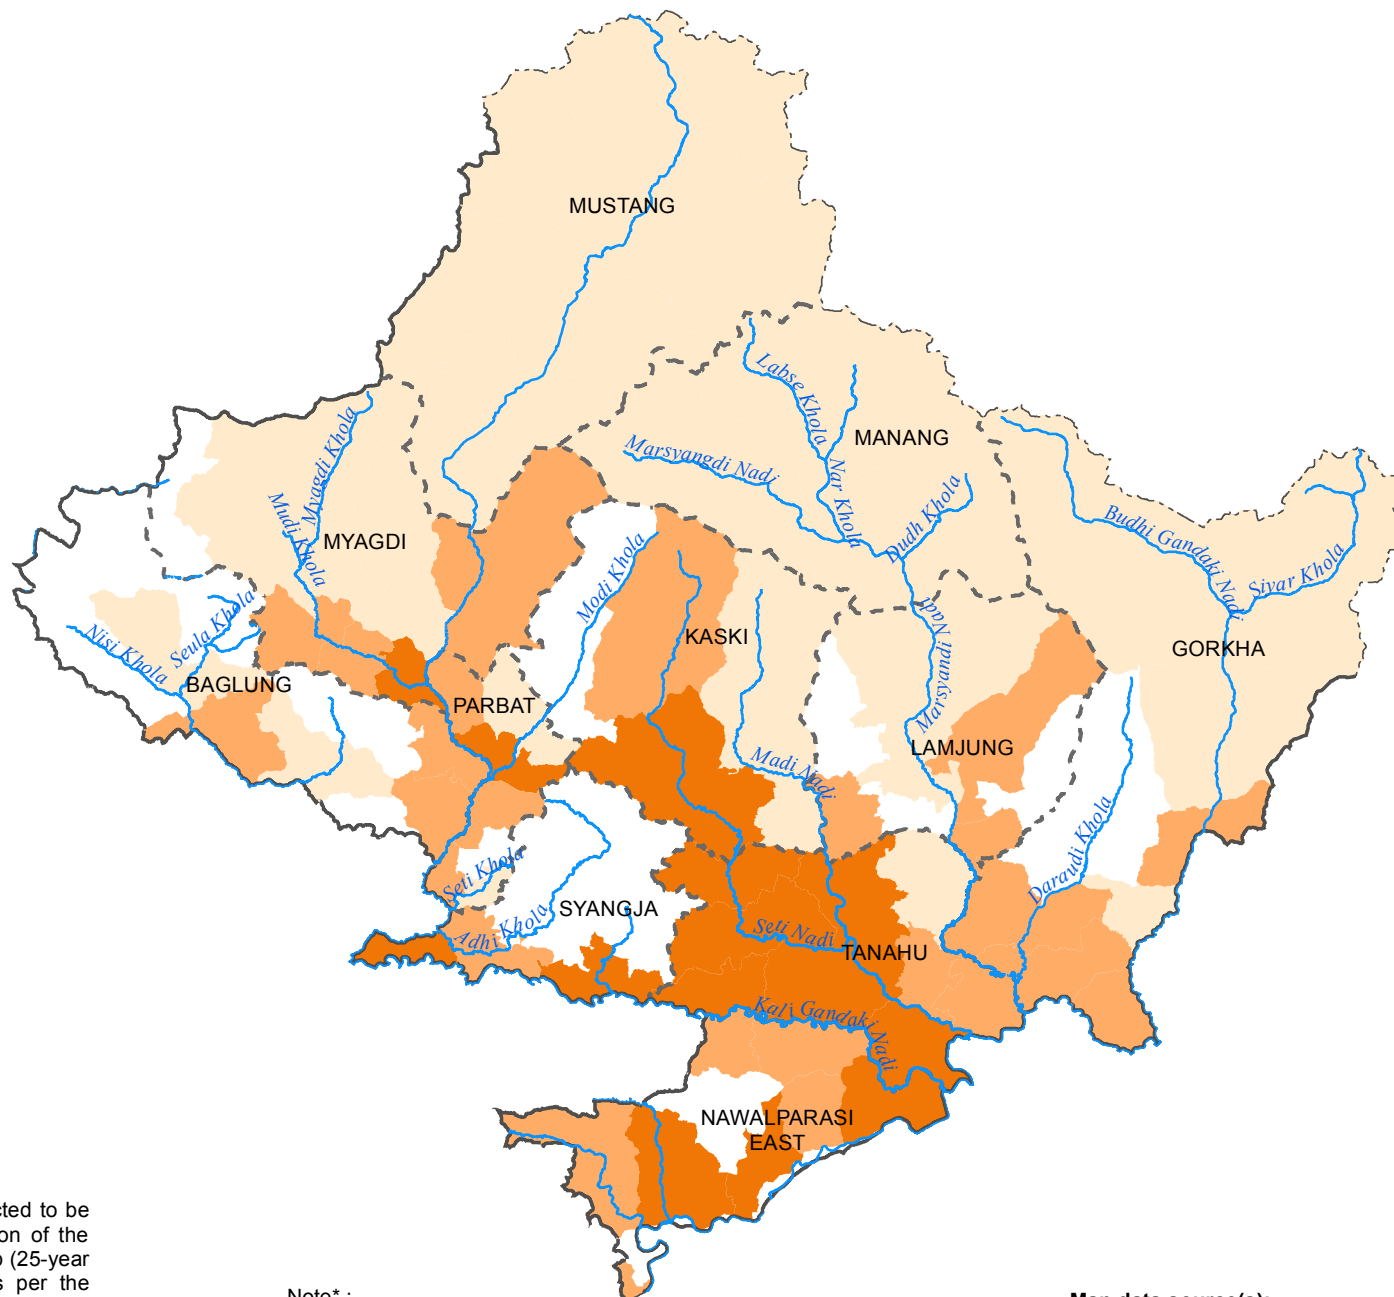 MUSTANG
Labse Khola
MANANG
Marsyangdi Nadi
Nar Khola
Dudh Khola
Myagdi Khola
Mudi Khola
MYAGDI
Budhi Gandaki Nadi
Siyar Khola
Modi Khola
KASKI
Marsyandi Nadi
GORKHA
Seula Khola
Nisi Khola
BAGLUNG
PARBAT
LAMJUNG
Madi Nadi
Daraudi Khola
Seti Khola
SYANGJA
Adhi Khola
Seti Nadi
TANAHU
Kali Gandaki Nadi
NAWALPARASI
EAST
cted to be
on of the
(25-year
per the
Note* :